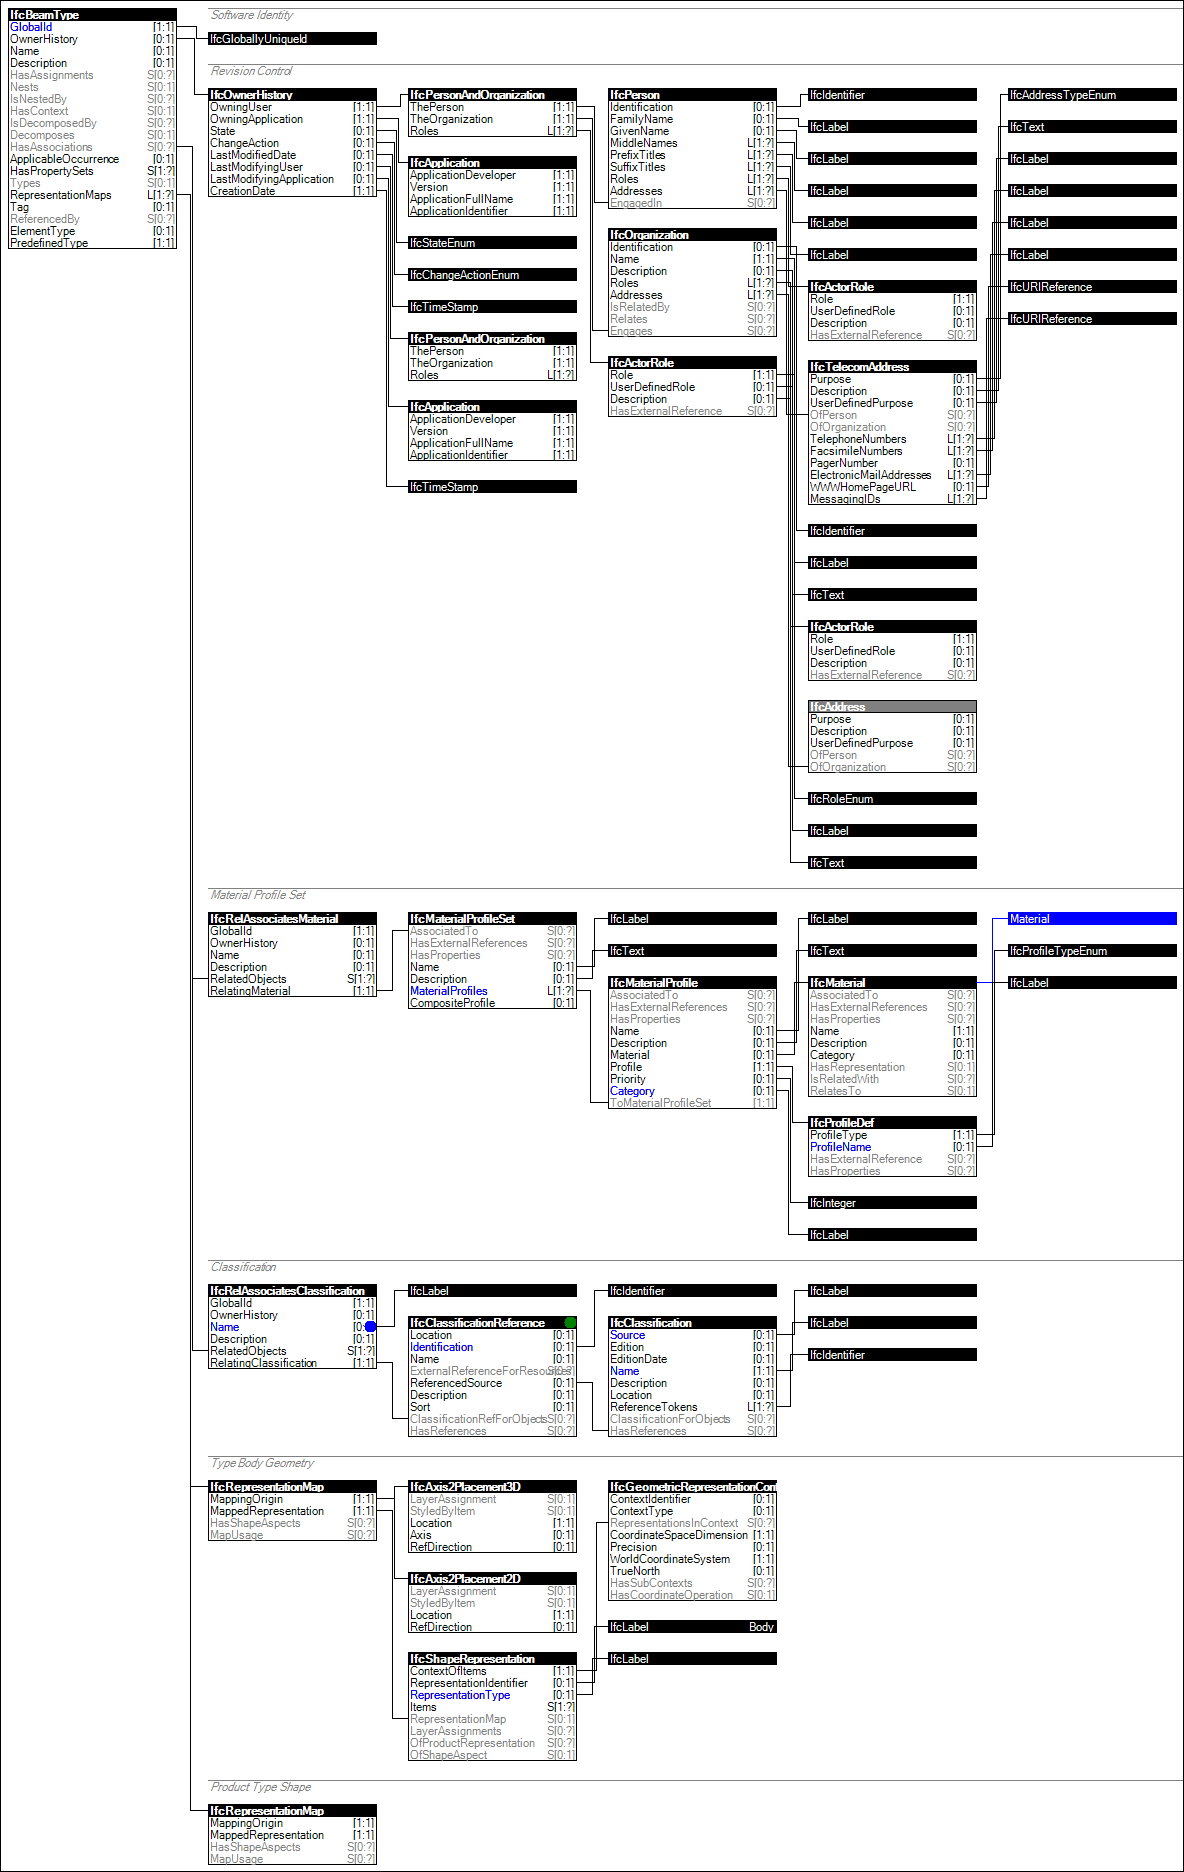 IfcBeamType
GlobalId [1:1]
OwnerHistory [0:1]
Name [0:1]
Description [0:1]
HasAssignments S[0:?]
Nests S[0:1]
IsNestedBy S[0:?]
HasContext S[0:1]
IsDecomposedBy S[0:?]
Decomposes S[0:1]
HasAssociations S[0:?]
ApplicableOccurrence [0:1]
HasPropertySets S[1:?]
Types S[0:1]
RepresentationMaps L[1:?]
Tag [0:1]
ReferencedBy S[0:?]
ElementType [0:1]
PredefinedType [1:1]
Software Identity
IfcGloballyUniqueId
Revision Control
IfcOwnerHistory
OwningUser [1:1]
OwningApplication [1:1]
State [0:1]
ChangeAction [0:1]
LastModifiedDate [0:1]
LastModifyingUser [0:1]
LastModifyingApplication [0:1]
CreationDate [1:1]
IfcPersonAndOrganization
ThePerson [1:1]
TheOrganization [1:1]
Roles L[1:?]
IfcApplication
ApplicationDeveloper [1:1]
Version [1:1]
ApplicationFullName [1:1]
ApplicationIdentifier [1:1]
IfcStateEnum
IfcChangeActionEnum
IfcTimeStamp
IfcPersonAndOrganization
ThePerson [1:1]
TheOrganization [1:1]
Roles L[1:?]
IfcApplication
ApplicationDeveloper [1:1]
Version [1:1]
ApplicationFullName [1:1]
ApplicationIdentifier [1:1]
IfcTimeStamp
IfcPerson
Identification [0:1]
FamilyName [0:1]
GivenName [0:1]
MiddleNames L[1:?]
PrefixTitles L[1:?]
SuffixTitles L[1:?]
Roles L[1:?]
Addresses L[1:?]
EngagedIn S[0:?]
IfcOrganization
Identification [0:1]
Name [1:1]
Description [0:1]
Roles L[1:?]
Addresses L[1:?]
IsRelatedBy S[0:?]
Relates S[0:?]
Engages S[0:?]
IfcActorRole
Role [1:1]
UserDefinedRole [0:1]
Description [0:1]
HasExternalReference S[0:?]
IfcIdentifier
IfcLabel
IfcLabel
IfcLabel
IfcLabel
IfcLabel
IfcActorRole
Role [1:1]
UserDefinedRole [0:1]
Description [0:1]
HasExternalReference S[0:?]
IfcTelecomAddress
Purpose [0:1]
Description [0:1]
UserDefinedPurpose [0:1]
OfPerson S[0:?]
OfOrganization S[0:?]
TelephoneNumbers L[1:?]
FacsimileNumbers L[1:?]
PagerNumber [0:1]
ElectronicMailAddresses L[1:?]
WWWHomePageURL [0:1]
MessagingIDs L[1:?]
IfcIdentifier
IfcLabel
IfcText
IfcActorRole
Role [1:1]
UserDefinedRole [0:1]
Description [0:1]
HasExternalReference S[0:?]
IfcAddress
Purpose [0:1]
Description [0:1]
UserDefinedPurpose [0:1]
OfPerson S[0:?]
OfOrganization S[0:?]
IfcRoleEnum
IfcLabel
IfcText
IfcAddressTypeEnum
IfcText
IfcLabel
IfcLabel
IfcLabel
IfcLabel
IfcURIReference
IfcURIReference
Material Profile Set
IfcRelAssociatesMaterial
GlobalId [1:1]
OwnerHistory [0:1]
Name [0:1]
Description [0:1]
RelatedObjects S[1:?]
RelatingMaterial [1:1]
IfcMaterialProfileSet
AssociatedTo S[0:?]
HasExternalReferences S[0:?]
HasProperties S[0:?]
Name [0:1]
Description [0:1]
MaterialProfiles L[1:?]
CompositeProfile [0:1]
IfcLabel
IfcText
IfcMaterialProfile
AssociatedTo S[0:?]
HasExternalReferences S[0:?]
HasProperties S[0:?]
Name [0:1]
Description [0:1]
Material [0:1]
Profile [1:1]
Priority [0:1]
Category [0:1]
ToMaterialProfileSet [1:1]
IfcLabel
IfcText
IfcMaterial
AssociatedTo S[0:?]
HasExternalReferences S[0:?]
HasProperties S[0:?]
Name [1:1]
Description [0:1]
Category [0:1]
HasRepresentation S[0:1]
IsRelatedWith S[0:?]
RelatesTo S[0:1]
IfcProfileDef
ProfileType [1:1]
ProfileName [0:1]
HasExternalReference S[0:?]
HasProperties S[0:?]
IfcInteger
IfcLabel
Material
IfcProfileTypeEnum
IfcLabel
Classification
IfcRelAssociatesClassification
GlobalId [1:1]
OwnerHistory [0:1]
Name [0:
Description [0:1]
RelatedObjects S[1:?]
RelatingClassification [1:1]
IfcLabel
IfcClassificationReference
Location [0:1]
Identification [0:1]
Name [0:1]
ExternalReferenceForResources S[0:?]
ReferencedSource [0:1]
Description [0:1]
Sort [0:1]
ClassificationRefForObjects S[0:?]
HasReferences S[0:?]
IfcIdentifier
IfcClassification
Source [0:1]
Edition [0:1]
EditionDate [0:1]
Name [1:1]
Description [0:1]
Location [0:1]
ReferenceTokens L[1:?]
ClassificationForObjects S[0:?]
HasReferences S[0:?]
IfcLabel
IfcLabel
IfcIdentifier
Type Body Geometry
IfcRepresentationMap
MappingOrigin [1:1]
MappedRepresentation [1:1]
HasShapeAspects S[0:?]
MapUsage S[0:?]
IfcAxis2Placement3D
LayerAssignment S[0:1]
StyledByItem S[0:1]
Location [1:1]
Axis [0:1]
RefDirection [0:1]
IfcAxis2Placement2D
LayerAssignment S[0:1]
StyledByItem S[0:1]
Location [1:1]
RefDirection [0:1]
IfcShapeRepresentation
ContextOfItems [1:1]
RepresentationIdentifier [0:1]
RepresentationType [0:1]
Items S[1:?]
RepresentationMap S[0:1]
LayerAssignments S[0:?]
OfProductRepresentation S[0:?]
OfShapeAspect S[0:1]
IfcGeometricRepresentationCont
ContextIdentifier [0:1]
ContextType [0:1]
RepresentationsInContext S[0:?]
CoordinateSpaceDimension [1:1]
Precision [0:1]
WorldCoordinateSystem [1:1]
TrueNorth [0:1]
HasSubContexts S[0:?]
HasCoordinateOperation S[0:1]
IfcLabel Body
IfcLabel
Product Type Shape
IfcRepresentationMap
MappingOrigin [1:1]
MappedRepresentation [1:1]
HasShapeAspects S[0:?]
MapUsage S[0:?]